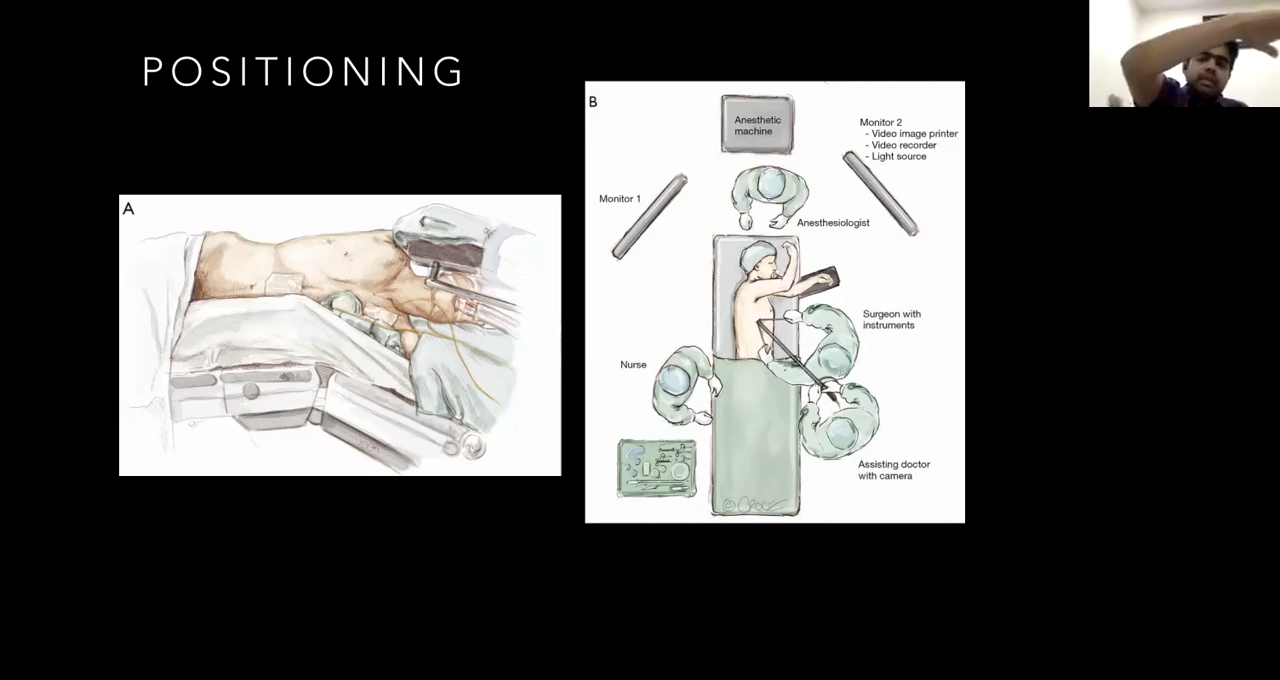 POSITIONING
A
B
Anesthetic
machine
Monitor 2
- Video image printer
- Video recorder
- Light source
Monitor 1
Anesthesiologist
Surgeon with
instruments
Nurse
Assisting doctor
with camera